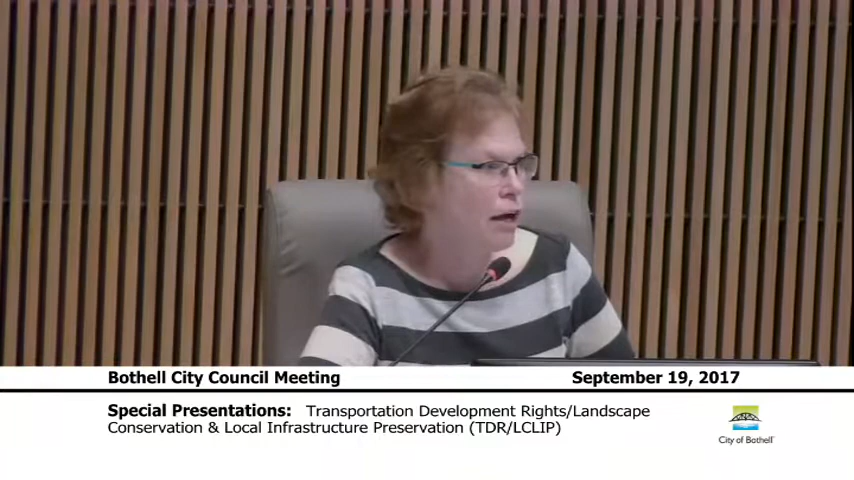 Bothell City Council Meeting
September 19, 2017
Special Presentations: Transportation Development Rights/Landscape
Conservation & Local Infrastructure Preservation (TDR/LCLIP)
City of Bothell